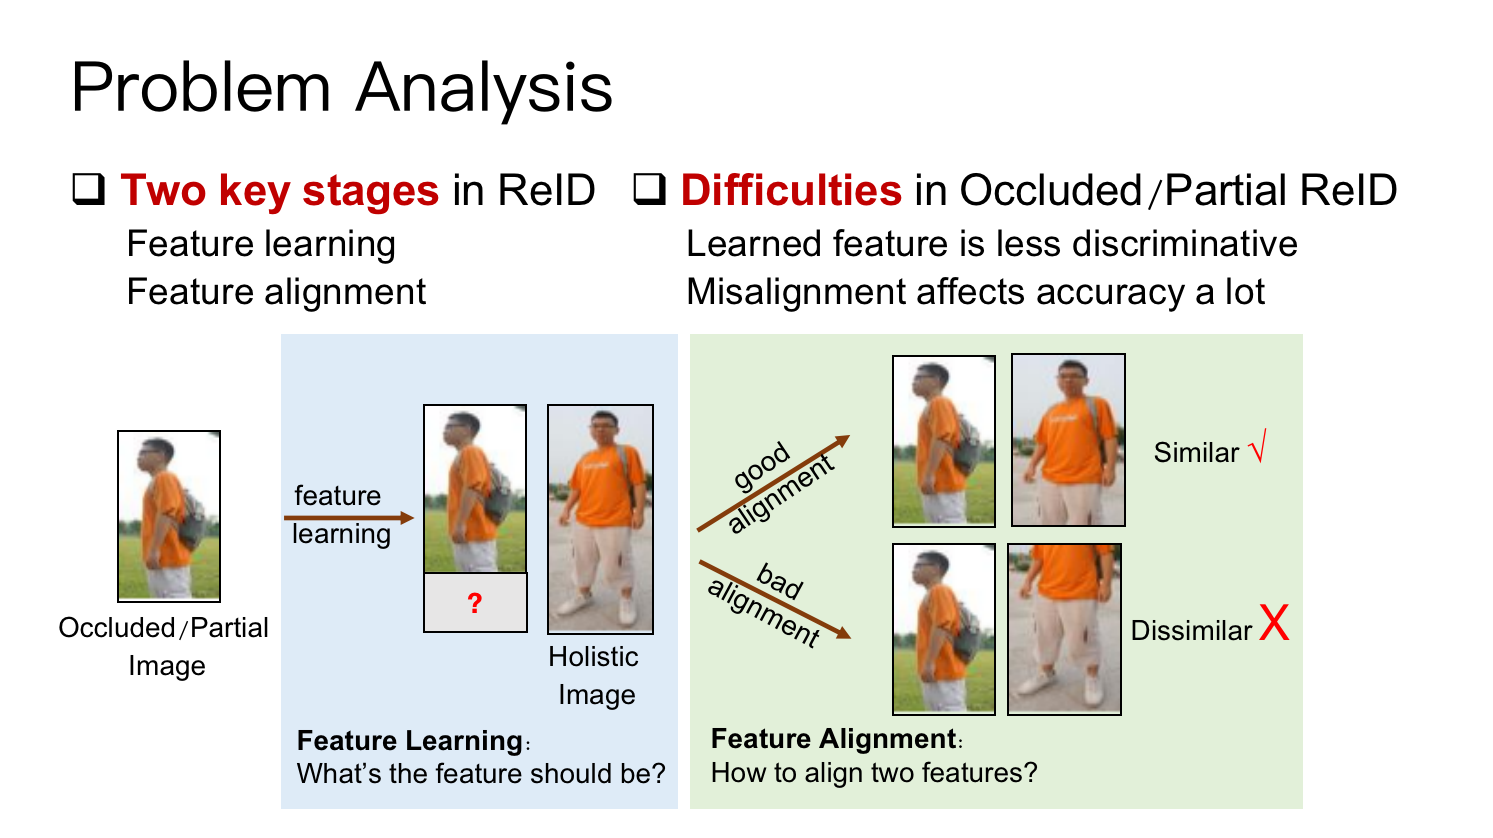 Problem Analysis
❑ Two key stages in ReID
Feature learning
Feature alignment
❑ Difficulties in Occluded/Partial ReID
Learned feature is less discriminative
Misalignment affects accuracy a lot
Occluded/Partial
Image
feature
learning
?
Holistic
Image
Feature Learning:
What's the feature should be?
good
alignment
bad
alignment
Similar √
Dissimilar X
Feature Alignment:
How to align two features?